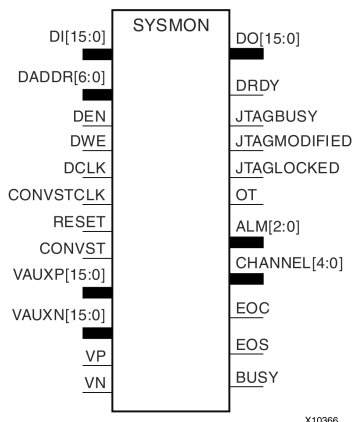 SYSMON
DI[15:0]
DADDR[6:0]
DEN
DWE
DCLK
CONVSTCLK
RESET
CONVST
VAUXP[15:0]
VAUXN[15:0]
VP
VN
DO[15:0]
DRDY
JTAGBUSY
JTAGMODIFIED
JTAGLOCKED
OT
ALM[2:0]
CHANNEL[4:0]
EOC
EOS
BUSY
X10366